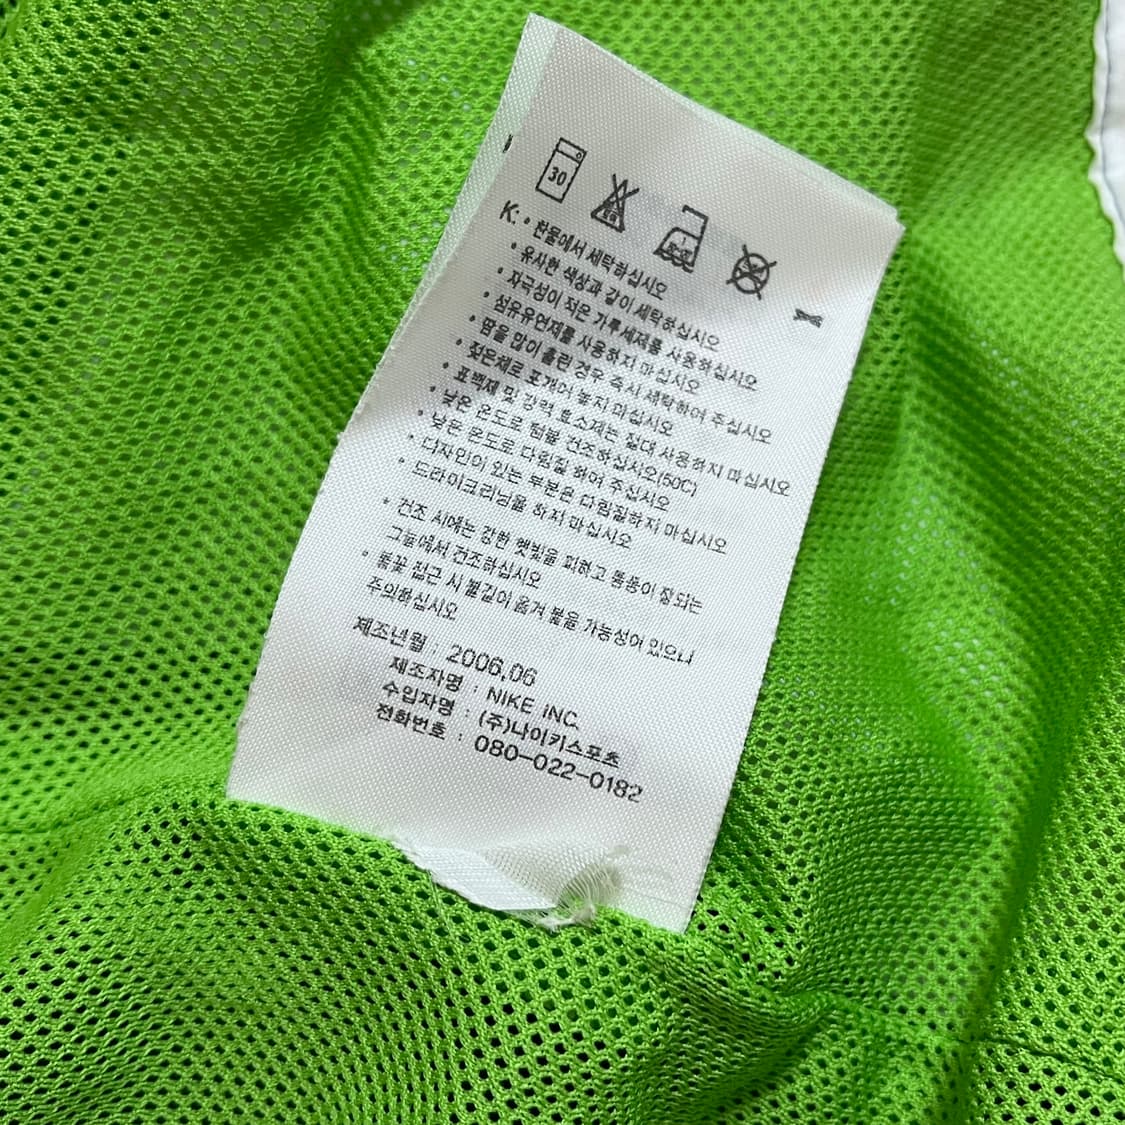 30
K: • 찬물에서 세탁하십시오
• 유사한 색상과 같이 세탁하십시오
• 자극성이 적은 가루세제를 사용하십시오
• 섬유유연제를 사용하지 마십시오
• 땀을 많이 흘린 경우 즉시 세탁하여 주십시오
• 젖은채로 포개어 놓지 마십시오
• 표백제 및 강력 효소제는 절대 사용하지 마십시오
• 낮은 온도로 텀블 건조하십시오(50C)
• 낮은 온도로 다림질 하여 주십시오
• 디자인이 있는 부분은 다림질하지 마십시오
• 드라이크리닝을 하지 마십시오
• 건조 시에는 강한 햇빛을 피하고 통풍이 잘되는
그늘에서 건조하십시오
• 불꽃 접근 시 불길이 옮겨 붙을 가능성이 있으니
주의하십시오
제조년월 : 2006.06
제조자명 : NIKE INC.
수입자명 : (주)나이키스포츠
전화번호 : 080-022-0182